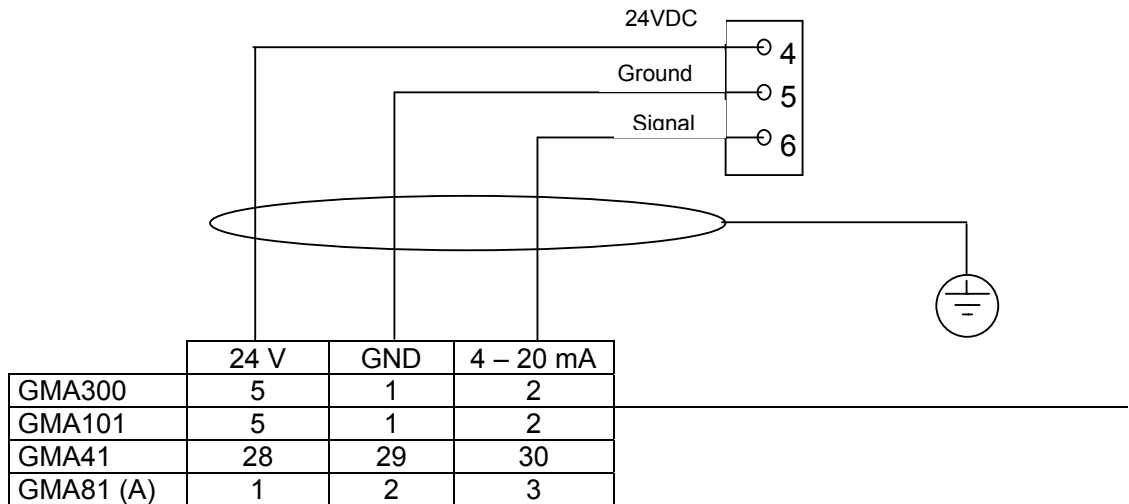 24VDC
4
Ground
5
Signal
6
24 V GND 4 – 20 mA
GMA300 5 1 2
GMA101 5 1 2
GMA41 28 29 30
GMA81 (A) 1 2 3